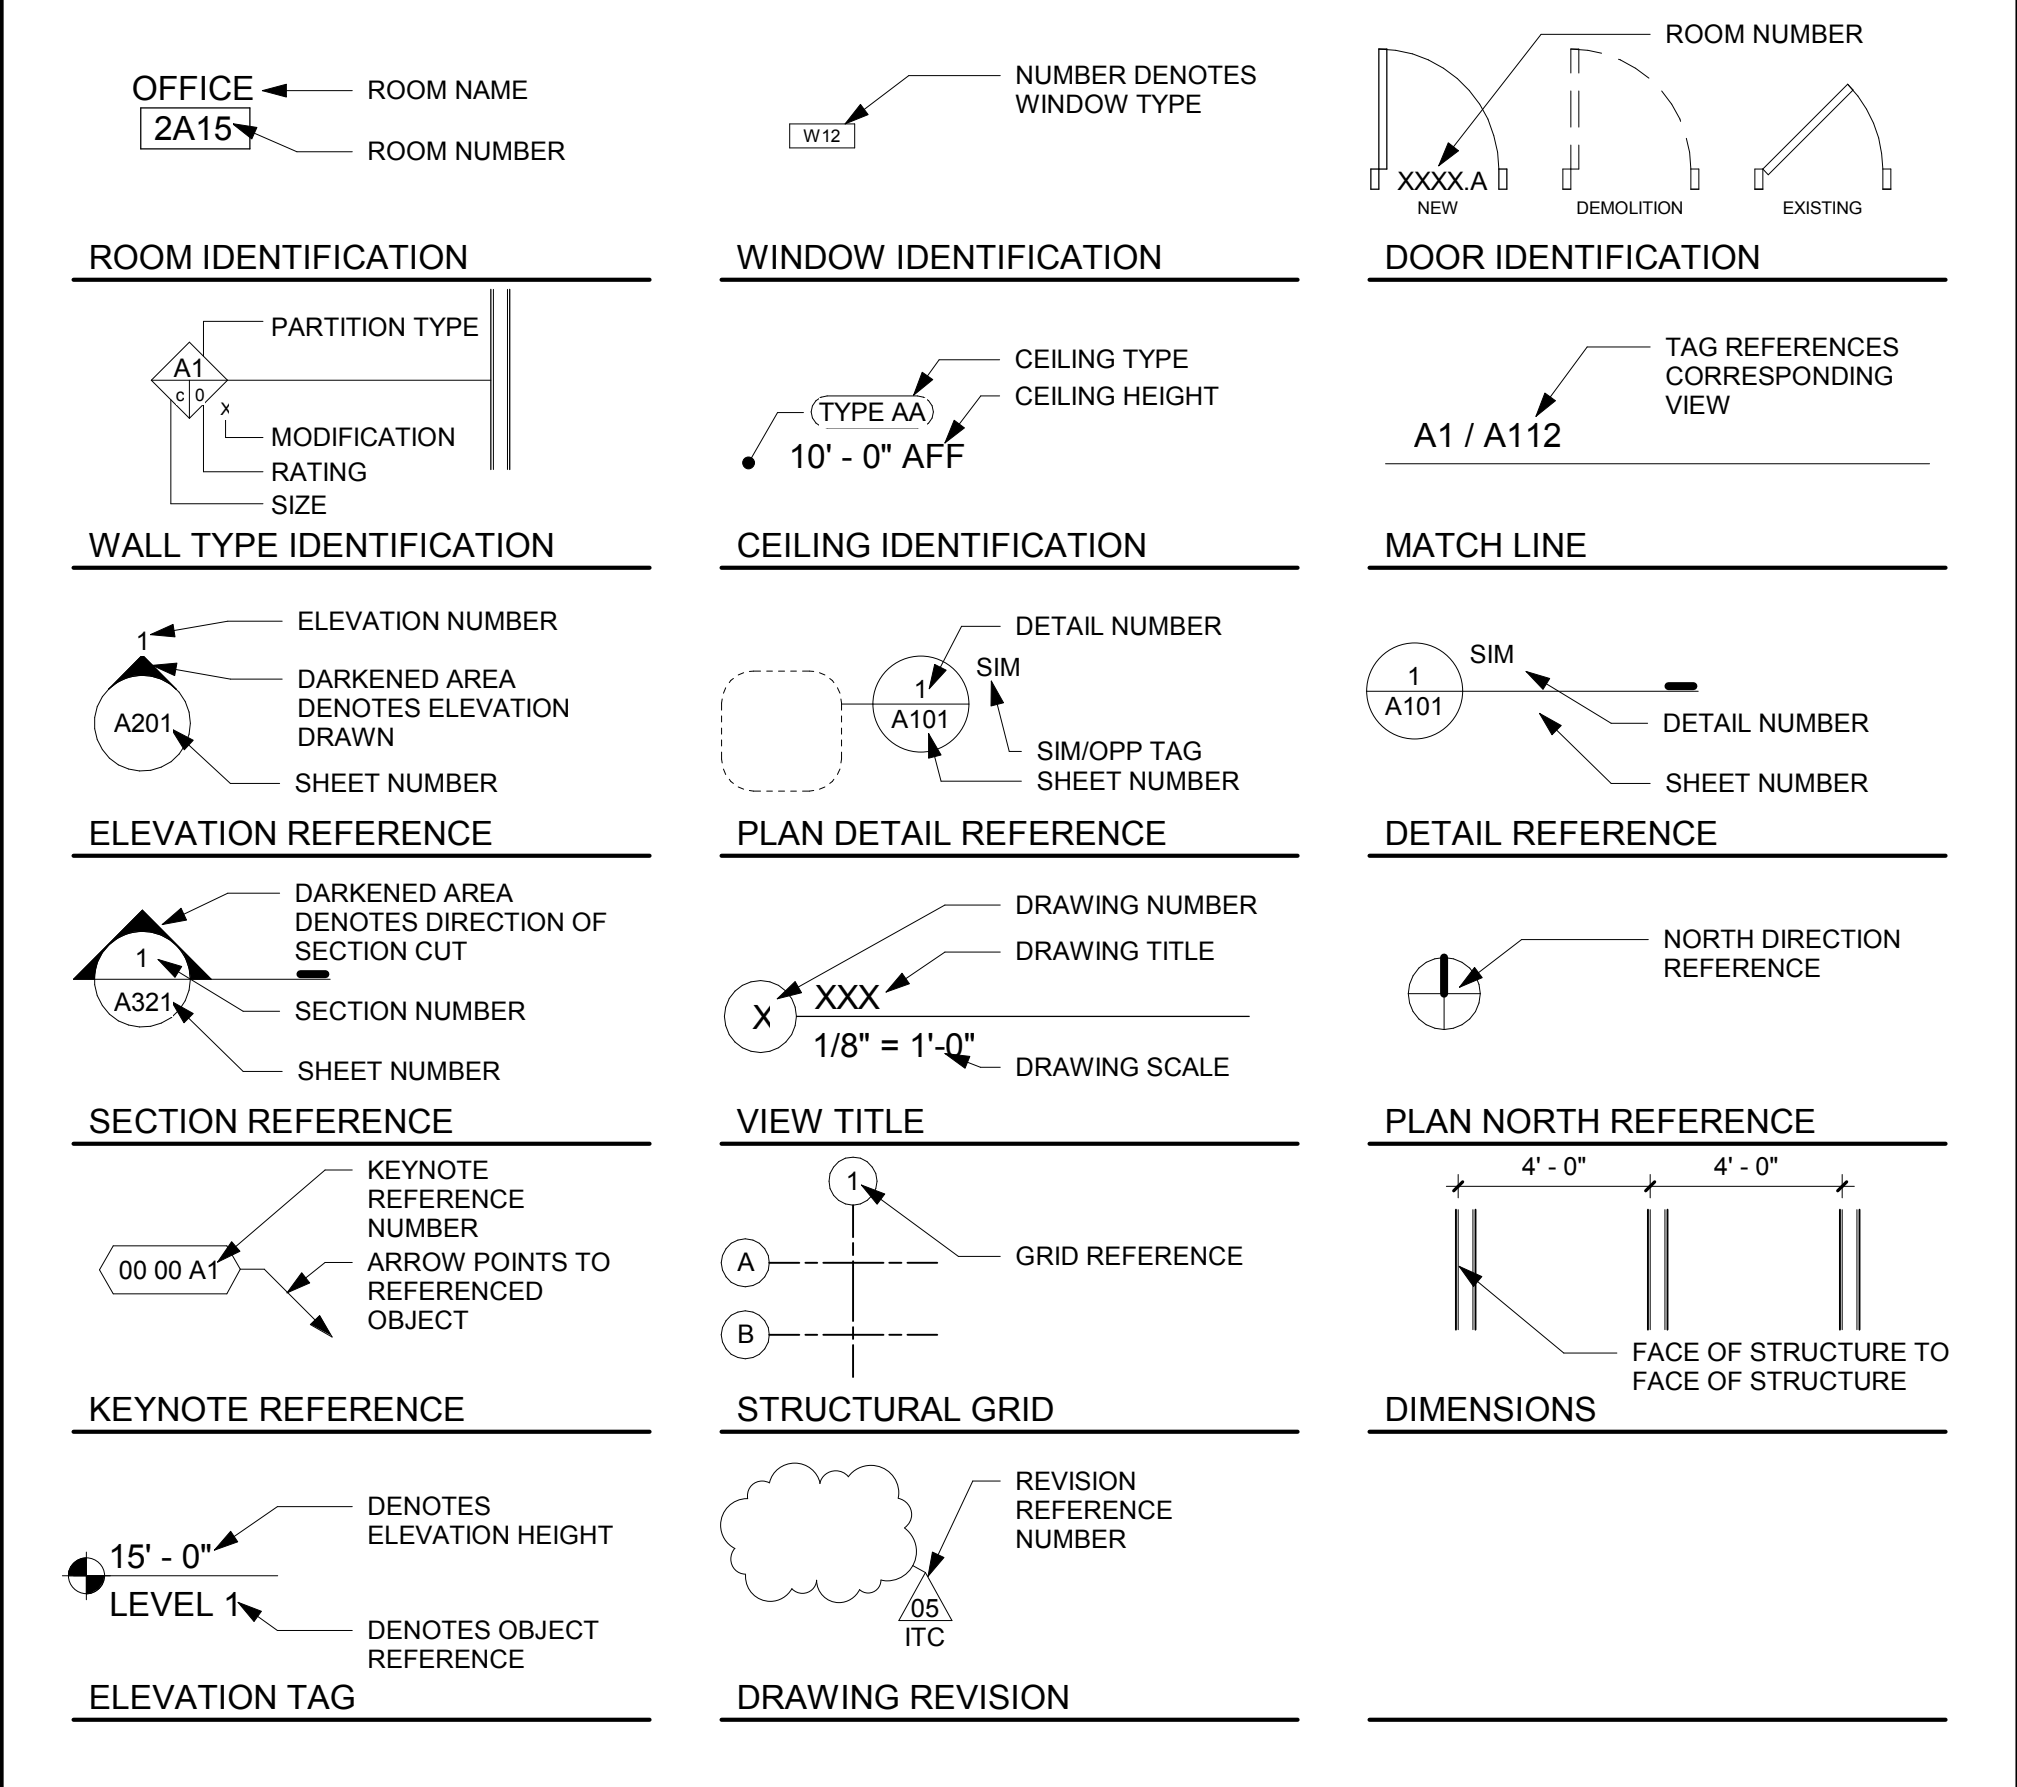 OFFICE
2A15
ROOM NAME
ROOM NUMBER
ROOM IDENTIFICATION
NUMBER DENOTES
WINDOW TYPE
W12
WINDOW IDENTIFICATION
ROOM NUMBER
XXXX.A
NEW
DEMOLITION
EXISTING
DOOR IDENTIFICATION
PARTITION TYPE
A1
c 0
X
MODIFICATION
RATING
SIZE
WALL TYPE IDENTIFICATION
CEILING TYPE
CEILING HEIGHT
TYPE AA
10' - 0" AFF
CEILING IDENTIFICATION
TAG REFERENCES
CORRESPONDING
VIEW
A1 / A112
MATCH LINE
1
ELEVATION NUMBER
DARKENED AREA
DENOTES ELEVATION
DRAWN
A201
SHEET NUMBER
ELEVATION REFERENCE
DETAIL NUMBER
SIM
1
A101
SIM/OPP TAG
SHEET NUMBER
PLAN DETAIL REFERENCE
SIM
1
A101
DETAIL NUMBER
SHEET NUMBER
DETAIL REFERENCE
DARKENED AREA
DENOTES DIRECTION OF
SECTION CUT
1
A321
SECTION NUMBER
SHEET NUMBER
SECTION REFERENCE
DRAWING NUMBER
DRAWING TITLE
X
XXX
1/8" = 1'-0"
DRAWING SCALE
VIEW TITLE
NORTH DIRECTION
REFERENCE
PLAN NORTH REFERENCE
KEYNOTE
REFERENCE
NUMBER
00 00 A1
ARROW POINTS TO
REFERENCED
OBJECT
KEYNOTE REFERENCE
1
A
B
GRID REFERENCE
STRUCTURAL GRID
4' - 0"
4' - 0"
FACE OF STRUCTURE TO
FACE OF STRUCTURE
DIMENSIONS
DENOTES
ELEVATION HEIGHT
15' - 0"
LEVEL 1
DENOTES OBJECT
REFERENCE
ELEVATION TAG
REVISION
REFERENCE
NUMBER
05
ITC
DRAWING REVISION